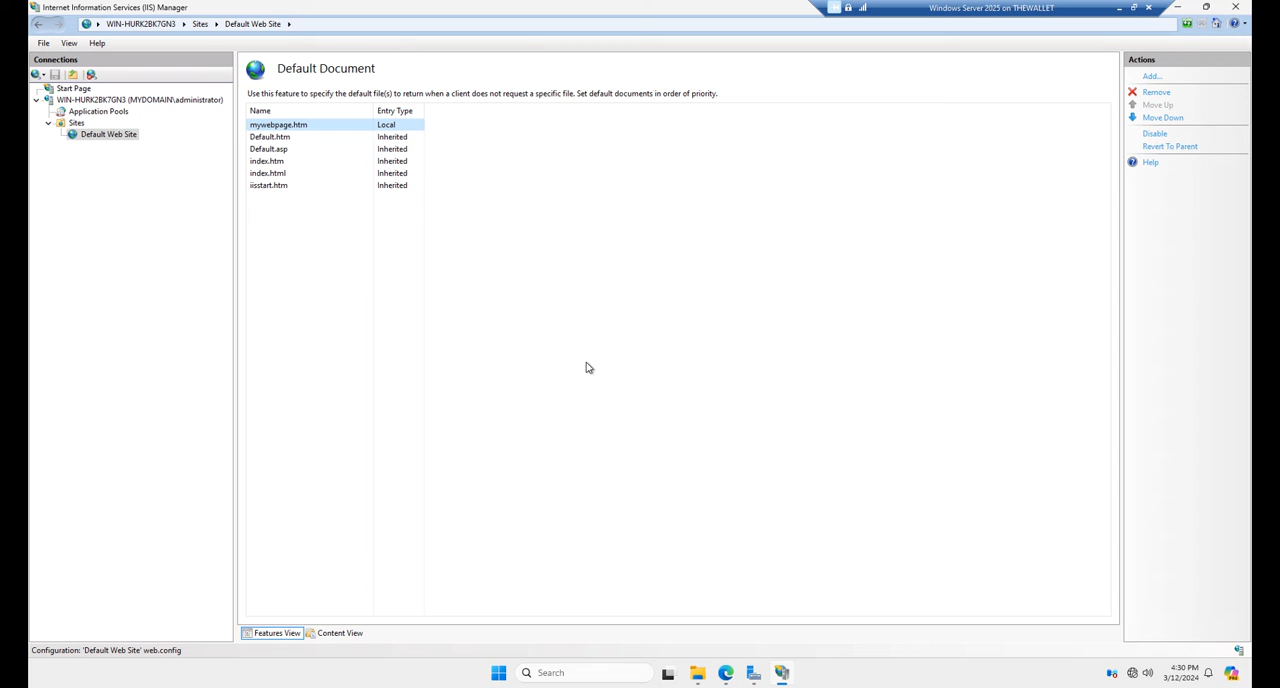 Internet Information Services (IIS) Manager
Windows Server 2025 on THEWALLET
WIN-HURK2BK7GN3 Sites Default Web Site
File View Help
Connections
Start Page
WIN-HURK2BK7GN3 (MYDOMAIN\administrator)
Application Pools
Sites
Default Web Site
Default Document
Use this feature to specify the default file(s) to return when a client does not request a specific file. Set default documents in order of priority.
Name Entry Type
mywebpage.htm Local
Default.htm Inherited
Default.asp Inherited
index.htm Inherited
index.html Inherited
iisstart.htm Inherited
Features View Content View
Actions
Add...
Remove
Move Up
Move Down
Disable
Revert To Parent
Help
Configuration: 'Default Web Site' web.config
Search
4:30 PM
3/12/2024